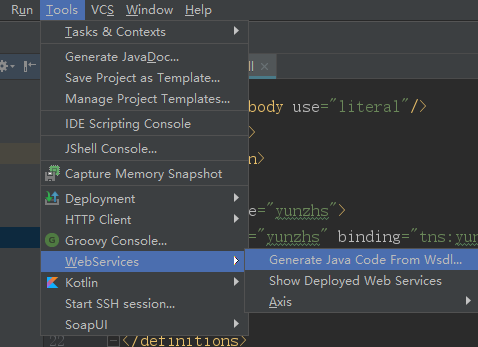 Run Tools VCS Window Help
Tasks & Contexts
Generate JavaDoc...
Save Project as Template...
Manage Project Templates...
IDE Scripting Console
JShell Console...
Capture Memory Snapshot
Deployment
HTTP Client
Groovy Console...
WebServices
Kotlin
Start SSH session...
SoapUI
Generate Java Code From Wsdl...
Show Deployed Web Services
Axis
body use="literal"/>
>
n>
e="yunzhs">
="yunzhs" binding="tns:yun
</definitions>